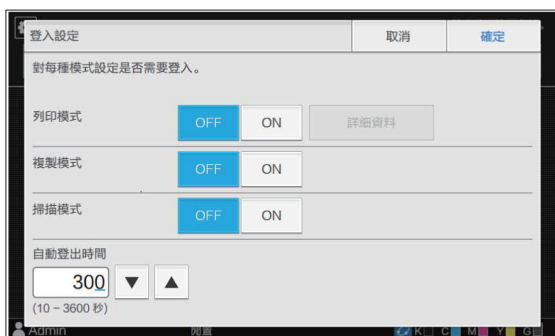 登入設定 取消 確定
對每種模式設定是否需要登入。
列印模式 OFF ON 詳細資料
複製模式 OFF ON
掃描模式 OFF ON
自動登出時間
300
(10 ~ 3600 秒)
Admin 閒置 K C M Y G